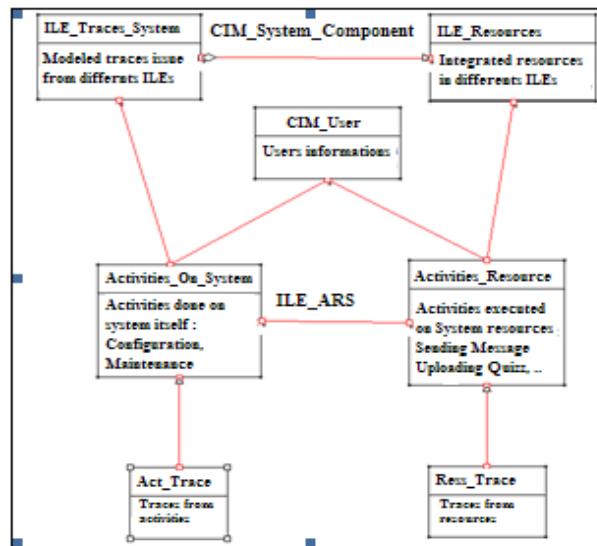 ILE_Traces_System
CIM_System_Component
ILE_Resources
Modeled traces issue
from differnts ILEs
Integrated resources
in differents ILEs
CIM_User
Users informations
Activities_On_System
Activities done on
system itself :
Configuration,
Maintenance
ILE_ARS
Activities_Resource
Activities executed
on System resources
Sending Message
Uploading Quizz, ..
Act_Trace
Traces from
activities
Ress_Trace
Traces from
resources